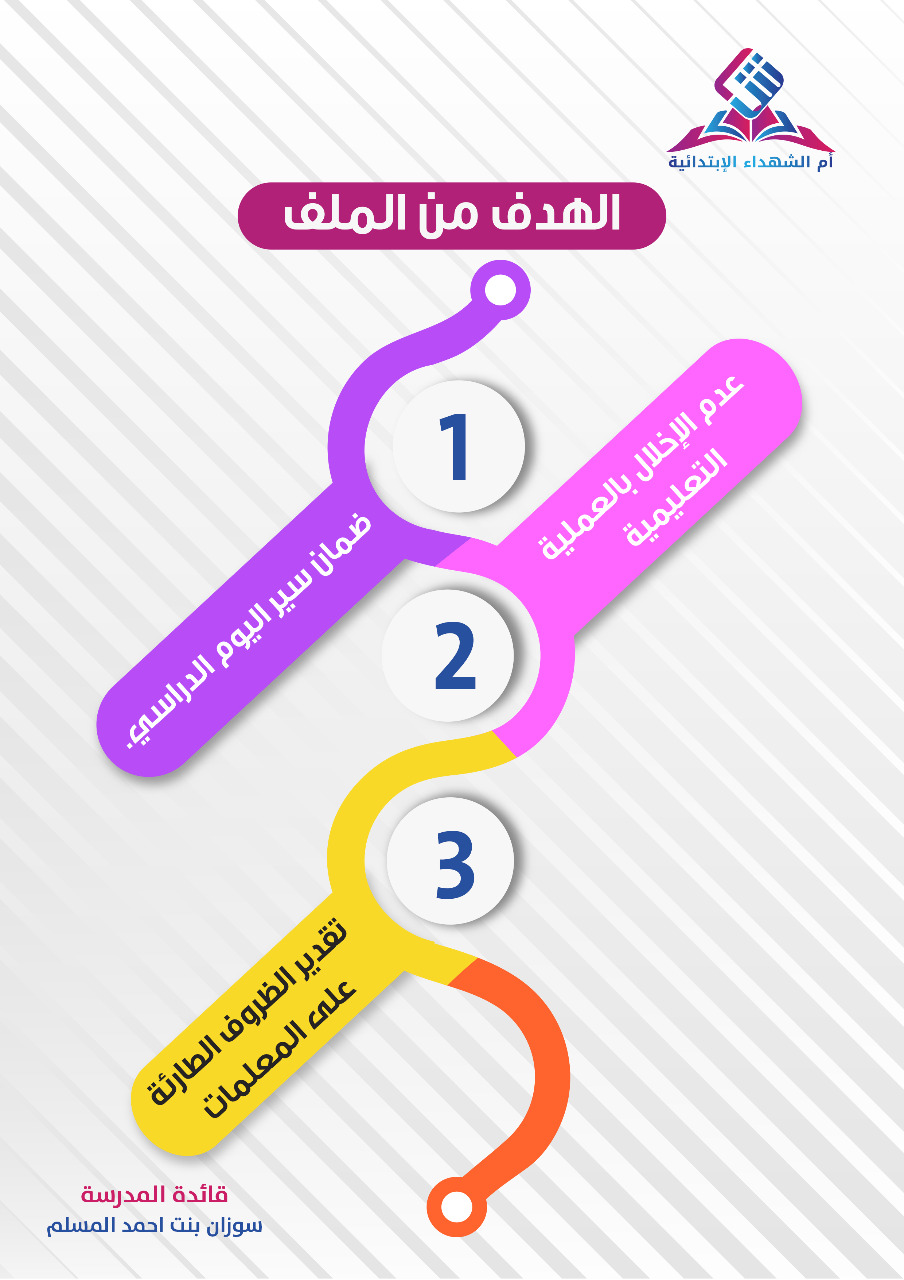 أم الشهداء الإبتدائية
الهدف من الملف
1
ضمان سير اليوم الدراسي.
2
عدم الإخلال بالعملية
التعليمية
3
تقدير الظروف الطارئة
على المعلمات
قائدة المدرسة
سوزان بنت احمد المسلم